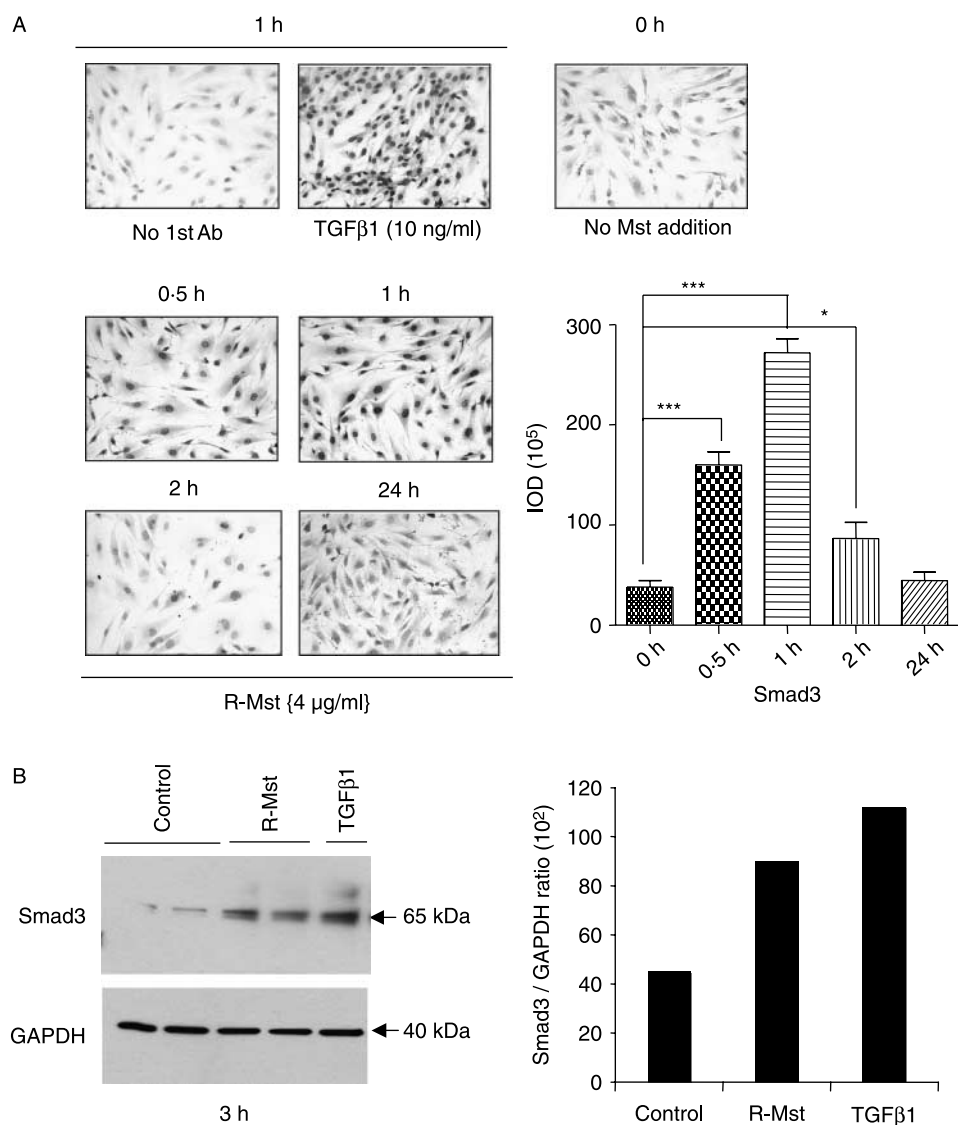 A
1 h
0 h
No 1st Ab
TGFβ1 (10 ng/ml)
No Mst addition
0·5 h
1 h
2 h
24 h
R-Mst {4 µg/ml}
***
*
***
300
200
100
0
IOD (10⁵)
0 h
0·5 h
1 h
2 h
24 h
Smad3
B
Control
R-Mst
TGFβ1
Smad3
65 kDa
GAPDH
40 kDa
3 h
120
100
80
60
40
20
0
Smad3 / GAPDH ratio (10²)
Control
R-Mst
TGFβ1